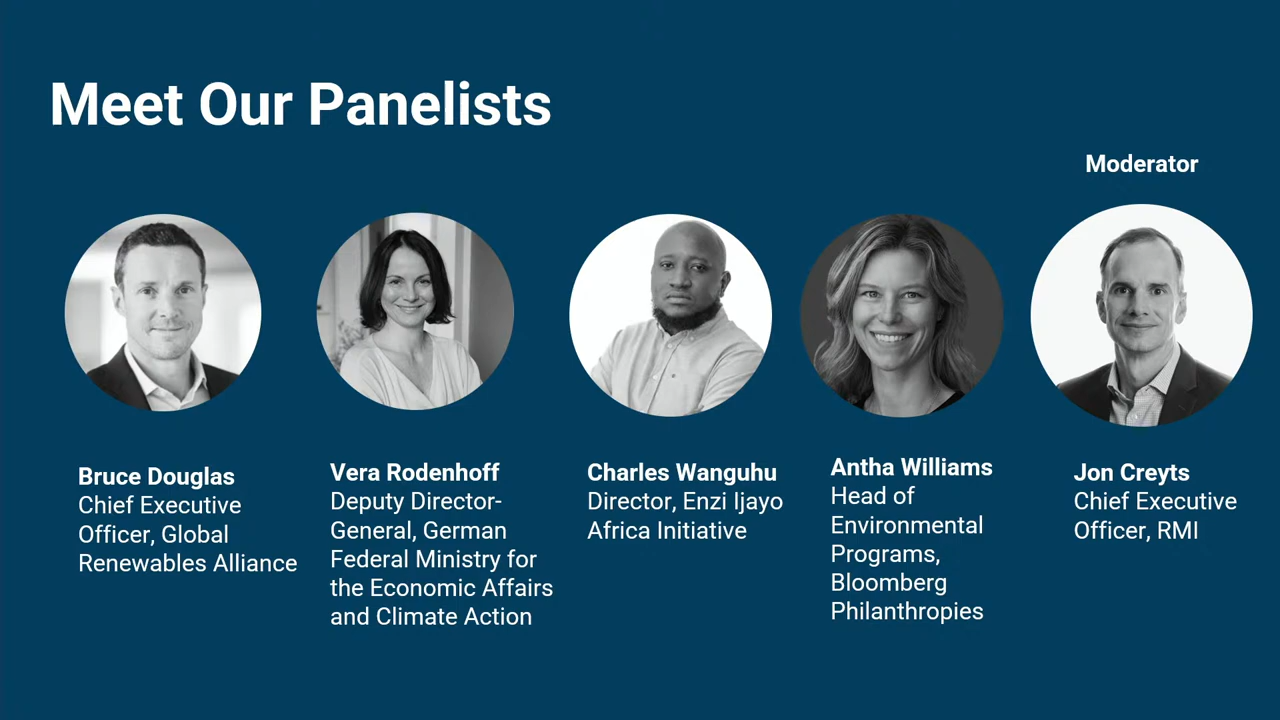 Meet Our Panelists
Moderator
Bruce Douglas
Chief Executive
Officer, Global
Renewables Alliance
Vera Rodenhoff
Deputy Director-
General, German
Federal Ministry for
the Economic Affairs
and Climate Action
Charles Wanguhu
Director, Enzi Ijayo
Africa Initiative
Antha Williams
Head of
Environmental
Programs,
Bloomberg
Philanthropies
Jon Creyts
Chief Executive
Officer, RMI